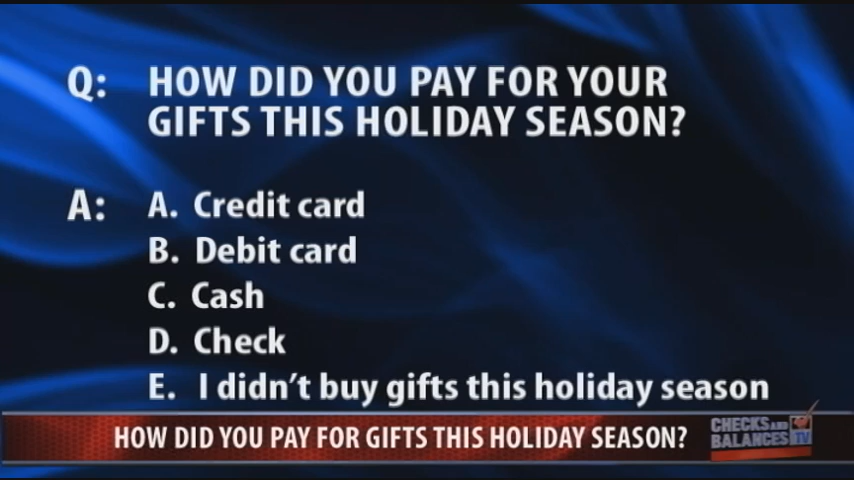 Q: HOW DID YOU PAY FOR YOUR
GIFTS THIS HOLIDAY SEASON?
A: A. Credit card
B. Debit card
C. Cash
D. Check
E. I didn't buy gifts this holiday season
HOW DID YOU PAY FOR GIFTS THIS HOLIDAY SEASON?
CHECKS AND
BALANCES TV